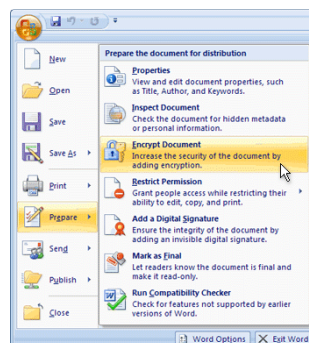 Prepare the document for distribution
New
Open
Save
Save As
Print
Prepare
Send
Publish
Close
Properties
View and edit document properties, such
as Title, Author, and Keywords.
Inspect Document
Check the document for hidden metadata
or personal information.
Encrypt Document
Increase the security of the document by
adding encryption.
Restrict Permission
Grant people access while restricting their
ability to edit, copy, and print.
Add a Digital Signature
Ensure the integrity of the document by
adding an invisible digital signature.
Mark as Final
Let readers know the document is final and
make it read-only.
Run Compatibility Checker
Check for features not supported by earlier
versions of Word.
Word Options
Exit Word